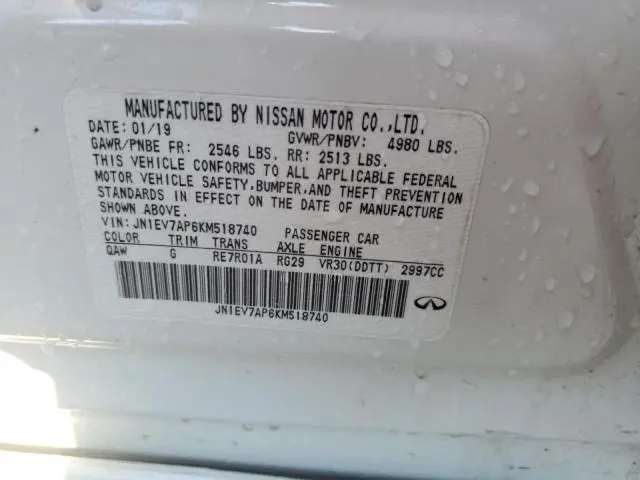 MANUFACTURED BY NISSAN MOTOR CO.,LTD.
DATE: 01/19 GVWR/PNBV: 4980 LBS.
GAWR/PNBE FR: 2546 LBS. RR: 2513 LBS.
THIS VEHICLE CONFORMS TO ALL APPLICABLE FEDERAL
MOTOR VEHICLE SAFETY,BUMPER,AND THEFT PREVENTION
STANDARDS IN EFFECT ON THE DATE OF MANUFACTURE
SHOWN ABOVE.
VIN: JN1EV7AP6KM518740 PASSENGER CAR
COLOR TRIM TRANS AXLE ENGINE
QAW G RE7R01A RG29 VR30(DDTT) 2997CC
JN1EV7AP6KM518740